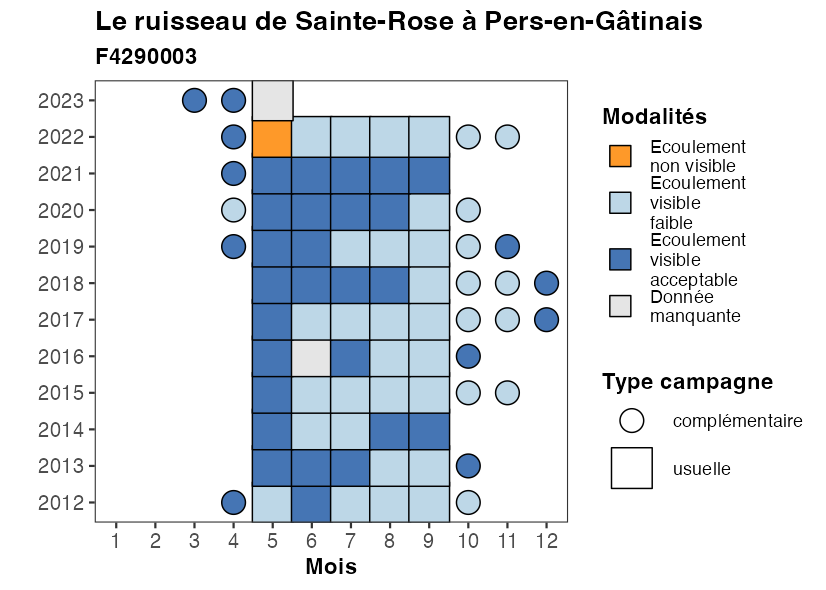 Le ruisseau de Sainte-Rose à Pers-en-Gâtinais
F4290003
2023
2022
2021
2020
2019
2018
2017
2016
2015
2014
2013
2012
1 2 3 4 5 6 7 8 9 10 11 12
Mois
Modalités
Ecoulement
non visible
Ecoulement
visible
faible
Ecoulement
visible
acceptable
Donnée
manquante
Type campagne
complémentaire
usuelle